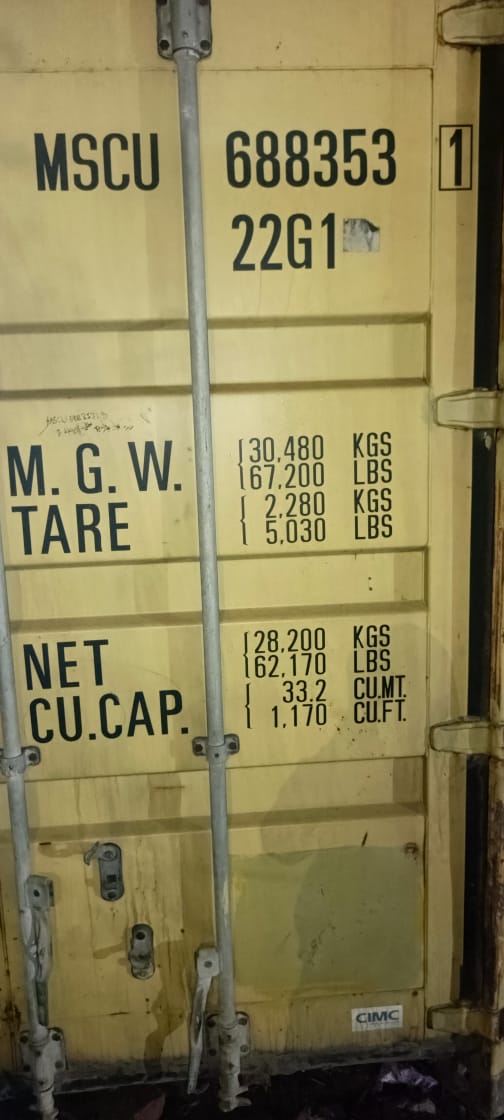 MSCU 688353 1
22G1
M. G. W. 30,480 KGS
67,200 LBS
TARE 2,280 KGS
5,030 LBS
NET 28,200 KGS
62,170 LBS
CU.CAP. 33.2 CU.MT.
1,170 CU.FT.
CIMC